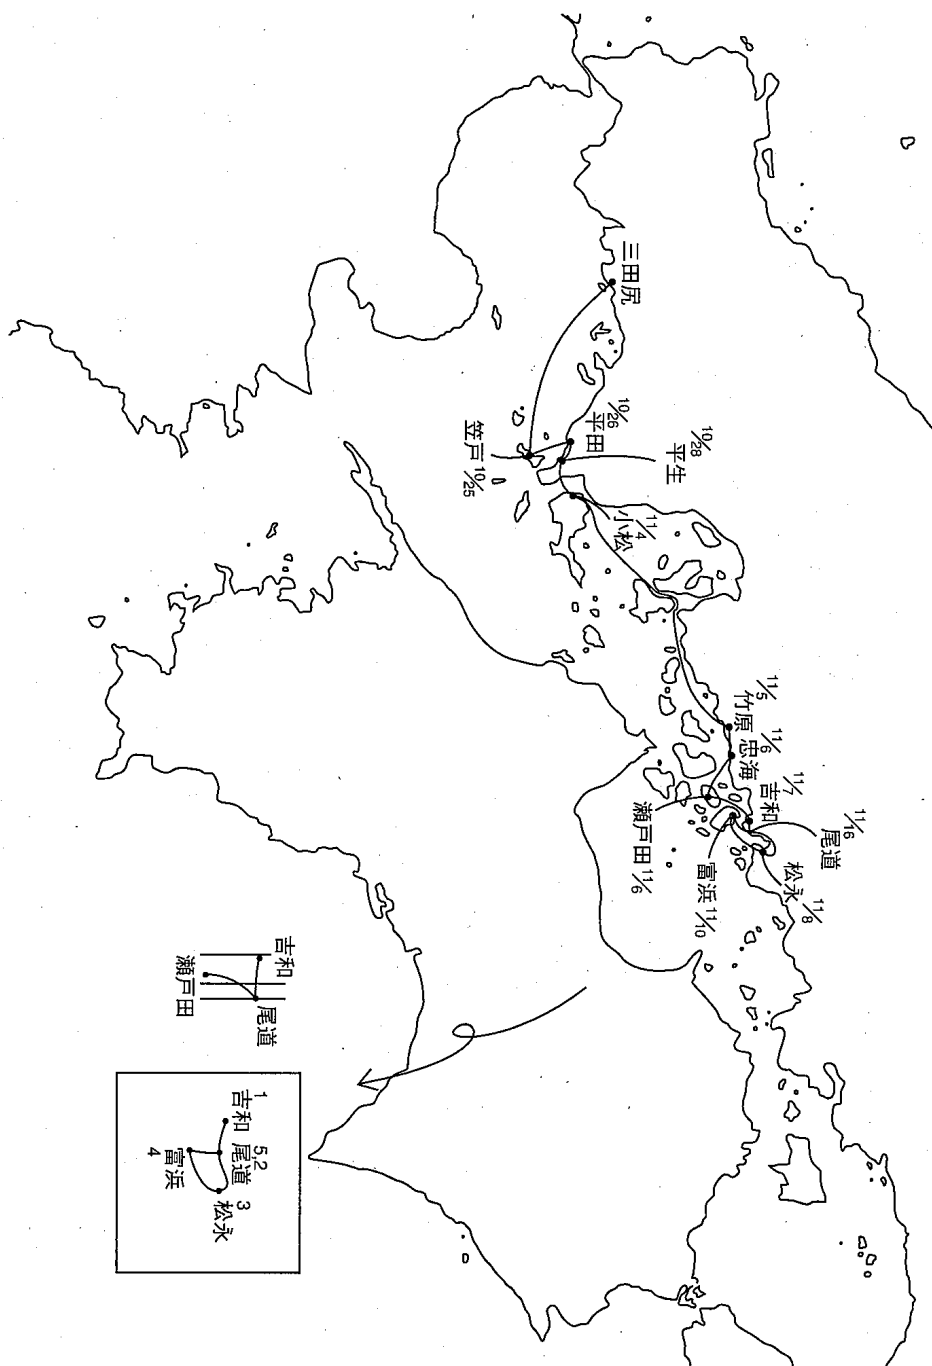 三田尻
10/26
平田
10/28
平生
笠戸 10/25
11/4
小松
11/5
竹原
11/6
忠海
11/7
吉和
11/16
尾道
11/8
松永
瀬戸田 11/6
富浜 11/10
吉和
尾道
瀬戸田
1
吉和
5,2
尾道
3
松永
富浜
4